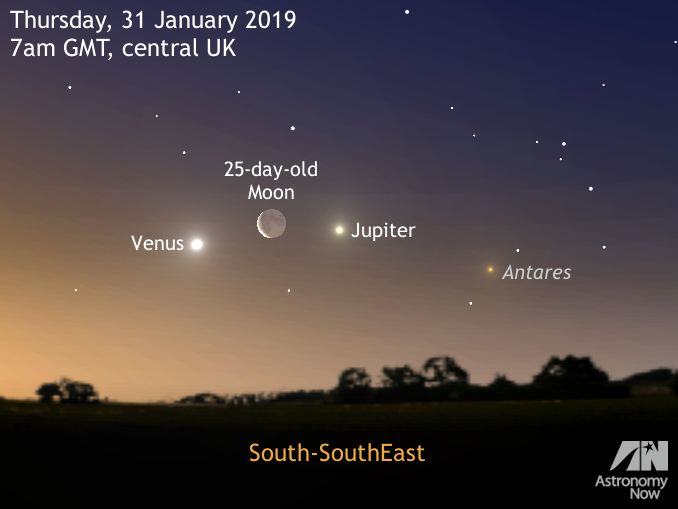 Thursday, 31 January 2019
7am GMT, central UK
25-day-old
Moon
Venus
Jupiter
Antares
South-SouthEast
AN
Astronomy
Now